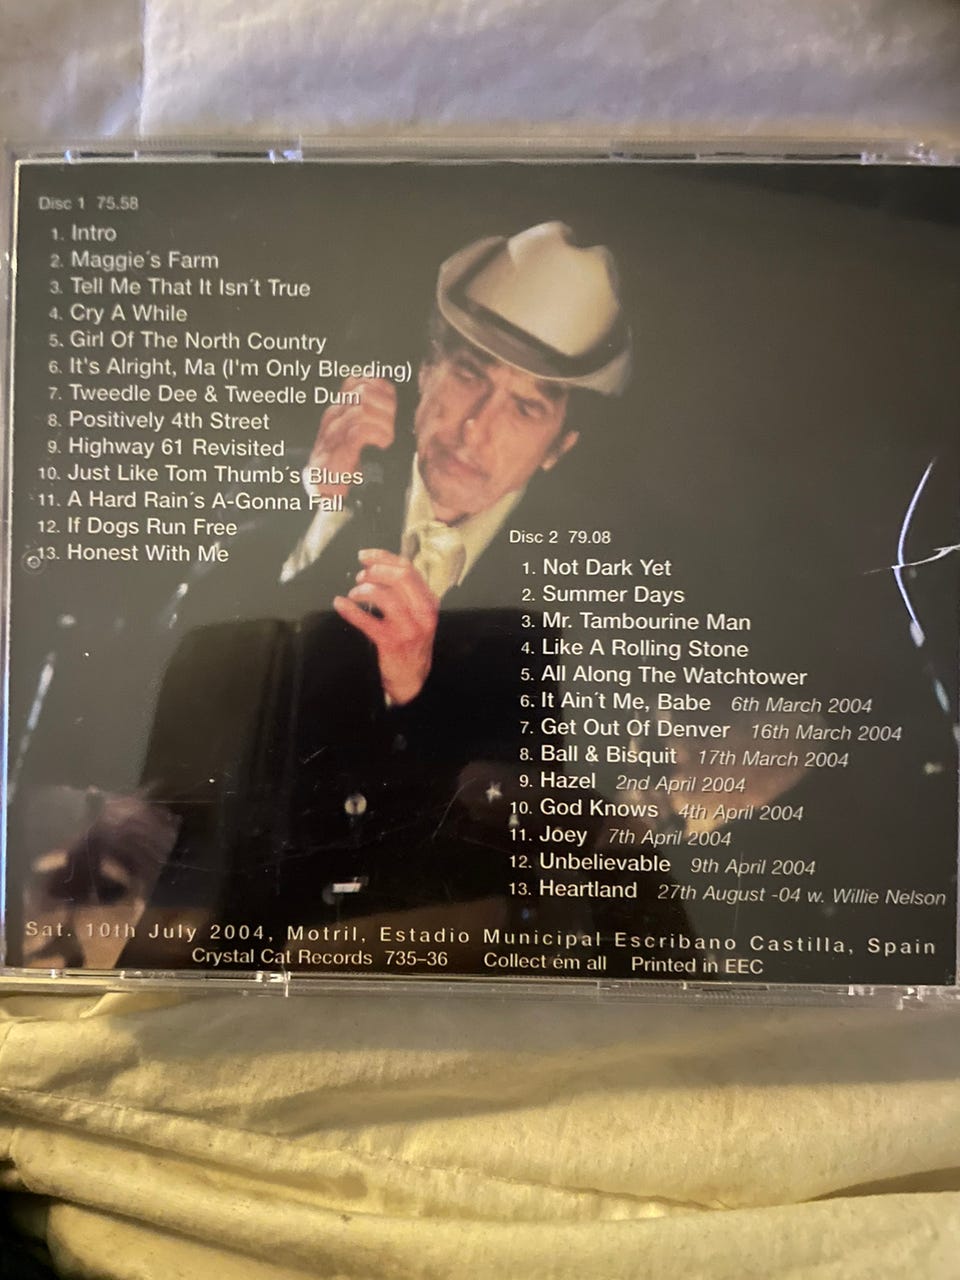 Disc 1 75.58
1. Intro
2. Maggie´s Farm
3. Tell Me That It Isn´t True
4. Cry A While
5. Girl Of The North Country
6. It's Alright, Ma (I'm Only Bleeding)
7. Tweedle Dee & Tweedle Dum
8. Positively 4th Street
9. Highway 61 Revisited
10. Just Like Tom Thumb´s Blues
11. A Hard Rain´s A-Gonna Fall
12. If Dogs Run Free
13. Honest With Me
Disc 2 79.08
1. Not Dark Yet
2. Summer Days
3. Mr. Tambourine Man
4. Like A Rolling Stone
5. All Along The Watchtower
6. It Ain´t Me, Babe 6th March 2004
7. Get Out Of Denver 16th March 2004
8. Ball & Bisquit 17th March 2004
9. Hazel 2nd April 2004
10. God Knows 4th April 2004
11. Joey 7th April 2004
12. Unbelievable 9th April 2004
13. Heartland 27th August -04 w. Willie Nelson
Sat. 10th July 2004, Motril, Estadio Municipal Escribano Castilla, Spain
Crystal Cat Records 735–36 Collect ém all Printed in EEC